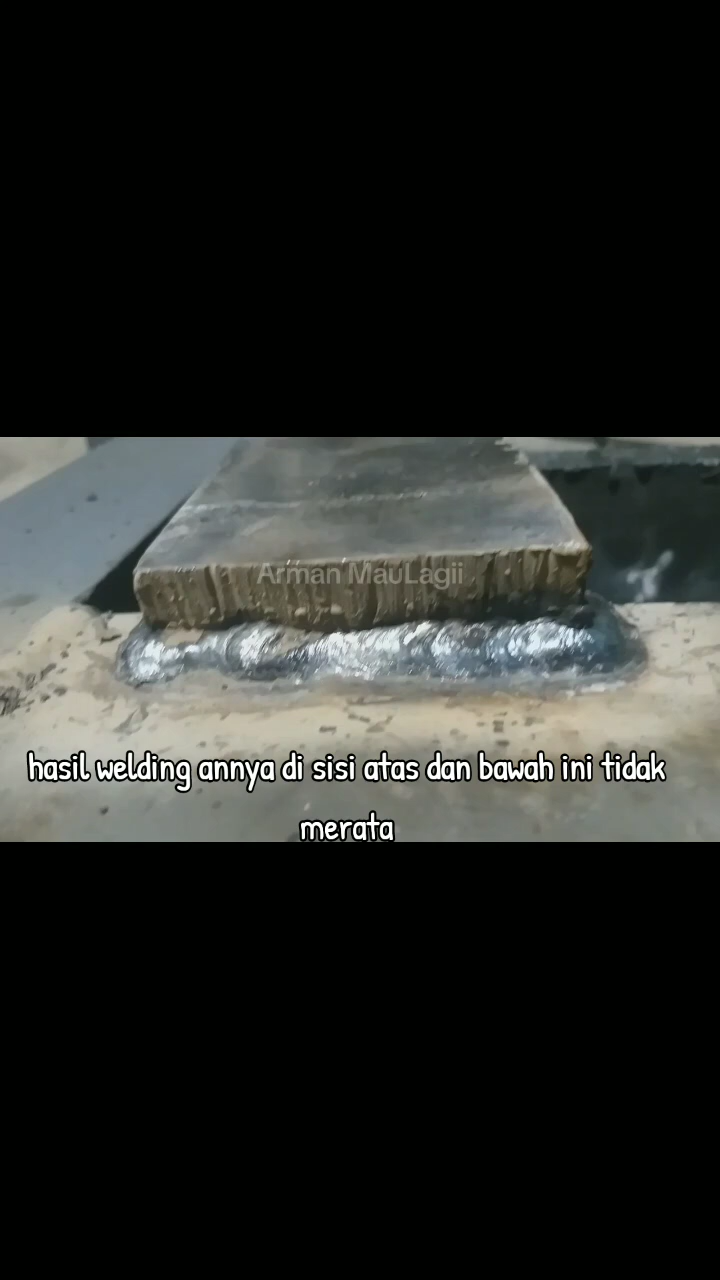 Arman MauLagii
hasil welding annya di sisi atas dan bawah ini tidak
merata